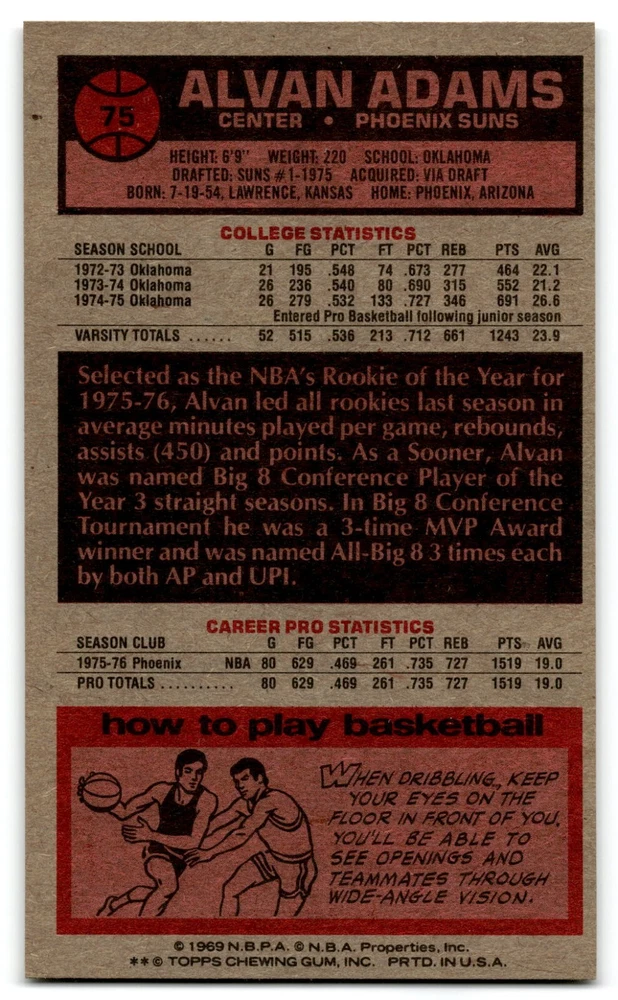 75
ALVAN ADAMS
CENTER • PHOENIX SUNS
HEIGHT: 6'9" WEIGHT: 220 SCHOOL: OKLAHOMA
DRAFTED: SUNS #1-1975 ACQUIRED: VIA DRAFT
BORN: 7-19-54, LAWRENCE, KANSAS HOME: PHOENIX, ARIZONA
COLLEGE STATISTICS
SEASON SCHOOL G FG PCT FT PCT REB PTS AVG
1972-73 Oklahoma 21 195 .548 74 .673 277 464 22.1
1973-74 Oklahoma 26 236 .540 80 .690 315 552 21.2
1974-75 Oklahoma 26 279 .532 133 .727 346 691 26.6
Entered Pro Basketball following junior season
VARSITY TOTALS ...... 52 515 .536 213 .712 661 1243 23.9
Selected as the NBA's Rookie of the Year for
1975-76, Alvan led all rookies last season in
average minutes played per game, rebounds,
assists (450) and points. As a Sooner, Alvan
was named Big 8 Conference Player of the
Year 3 straight seasons. In Big 8 Conference
Tournament he was a 3-time MVP Award
winner and was named All-Big 8 3 times each
by both AP and UPI.
CAREER PRO STATISTICS
SEASON CLUB G FG PCT FT PCT REB PTS AVG
1975-76 Phoenix NBA 80 629 .469 261 .735 727 1519 19.0
PRO TOTALS .......... 80 629 .469 261 .735 727 1519 19.0
how to play basketball
WHEN DRIBBLING, KEEP
YOUR EYES ON THE
FLOOR IN FRONT OF YOU.
YOU'LL BE ABLE TO
SEE OPENINGS AND
TEAMMATES THROUGH
WIDE-ANGLE VISION.
© 1969 N.B.P.A. © N.B.A. Properties, Inc.
**© TOPPS CHEWING GUM, INC. PRTD. IN U.S.A.